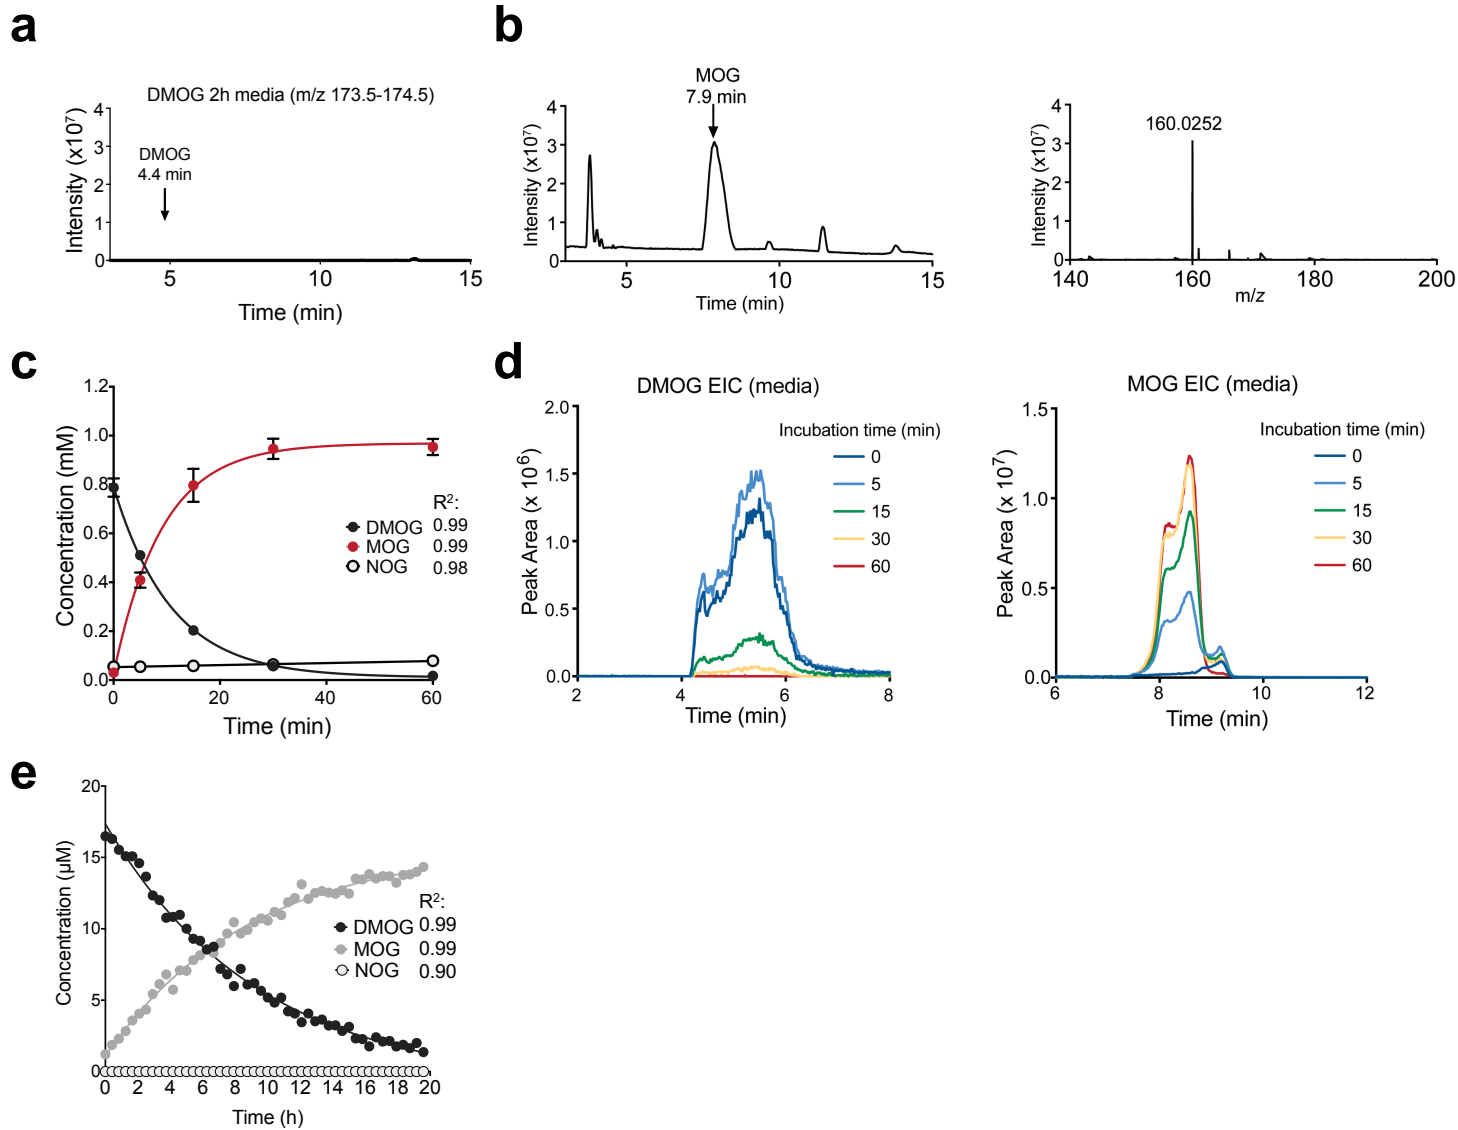 a
DMOG 2h media (m/z 173.5-174.5)
Intensity (x10⁷)
4
3
2
1
0
DMOG
4.4 min
5
10
15
Time (min)
b
MOG
7.9 min
Intensity (x10⁷)
4
3
2
1
0
5
10
15
Time (min)
Intensity (x10⁷)
4
3
2
1
0
160.0252
140
160
180
200
m/z
c
Concentration (mM)
1.2
1.0
0.8
0.6
0.4
0.2
0.0
R²:
DMOG 0.99
MOG 0.99
NOG 0.98
0
20
40
60
Time (min)
d
DMOG EIC (media)
Peak Area (x 10⁶)
2.0
1.5
1.0
0.5
0.0
Incubation time (min)
0
5
15
30
60
2
4
6
8
Time (min)
MOG EIC (media)
Peak Area (x 10⁷)
1.5
1.0
0.5
0.0
Incubation time (min)
0
5
15
30
60
6
8
10
12
Time (min)
e
Concentration (µM)
20
15
10
5
0
R²:
DMOG 0.99
MOG 0.99
NOG 0.90
0 2 4 6 8 10 12 14 16 18 20
Time (h)